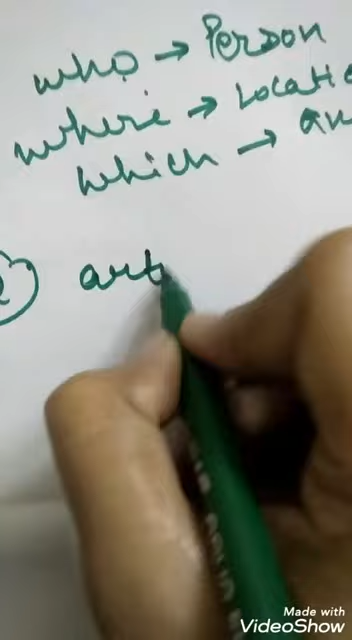 who → Person
where → Locatio
which → an
art
Made with
VideoShow